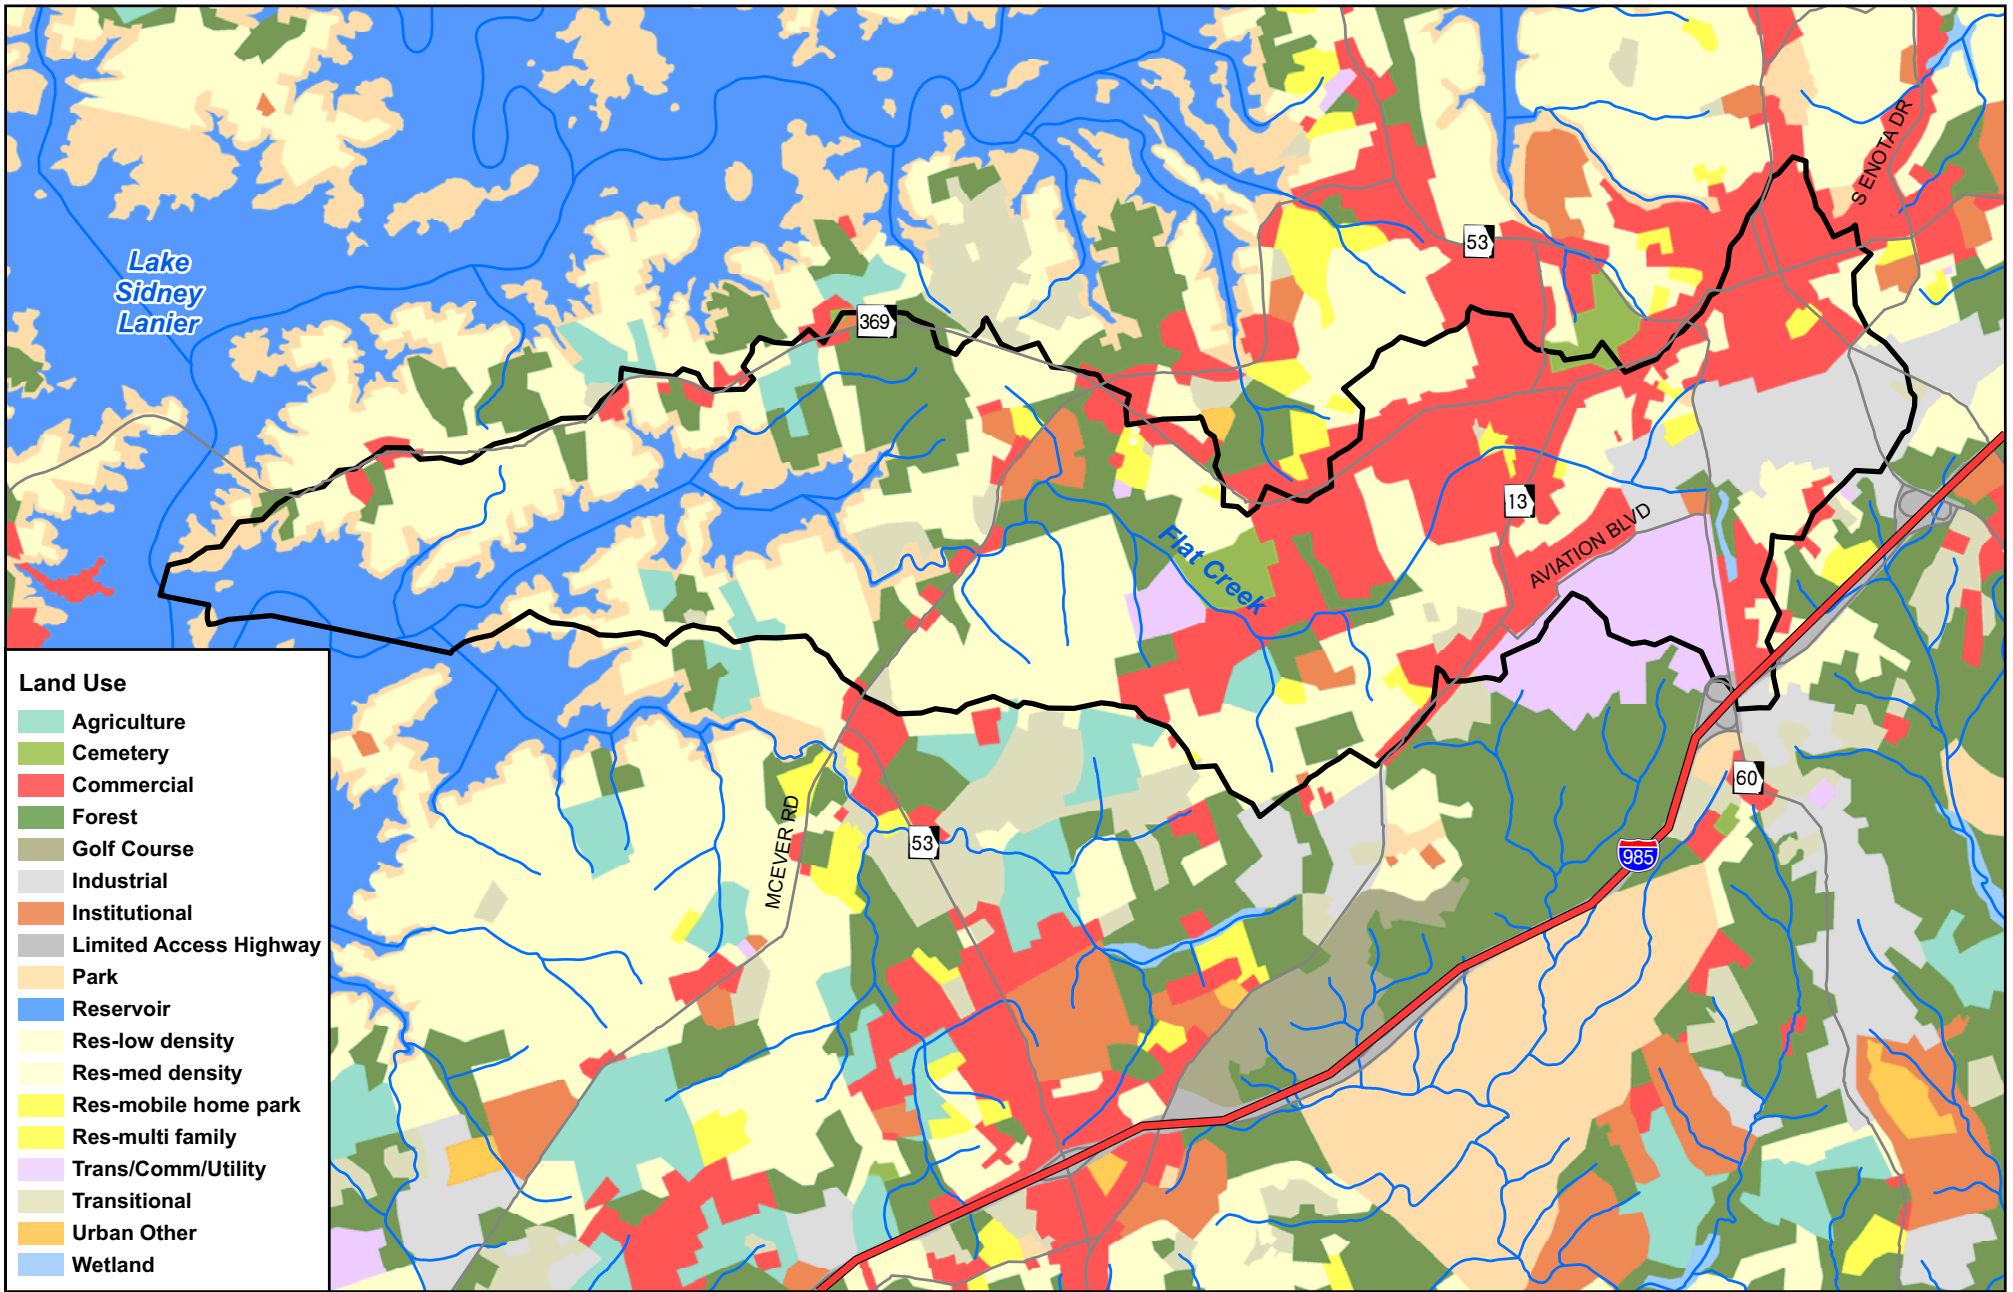 S ENOTA DR
53
Lake
Sidney
Lanier
369
13
AVIATION BLVD
Flat Creek
Land Use
Agriculture
Cemetery
Commercial
Forest
Golf Course
Industrial
Institutional
Limited Access Highway
Park
Reservoir
Res-low density
Res-med density
Res-mobile home park
Res-multi family
Trans/Comm/Utility
Transitional
Urban Other
Wetland
MCEVER RD
53
60
985